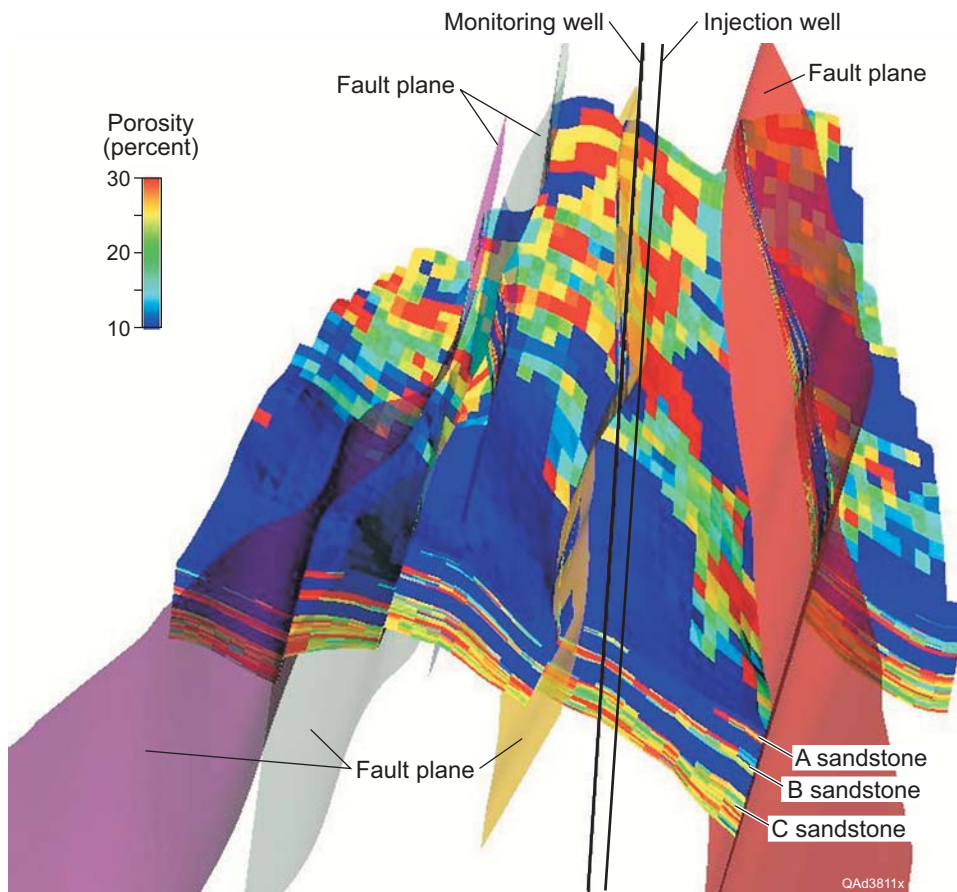 Monitoring well
Injection well
Fault plane
Fault plane
Porosity
(percent)
30
20
10
A sandstone
Fault plane
B sandstone
C sandstone
QAd3811x